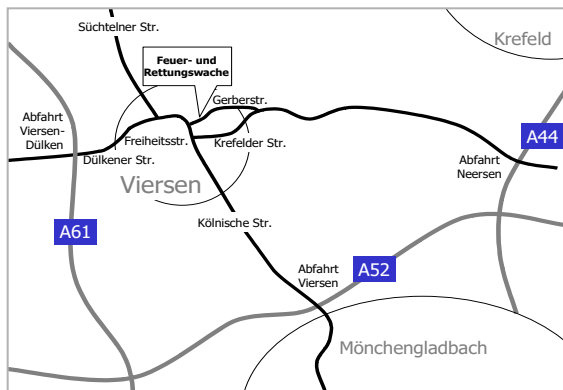 Süchtelner Str.
Krefeld
Feuer- und
Rettungswache
Gerberstr.
Abfahrt
Viersen-
Dülken
Freiheitsstr.
Krefelder Str.
A44
Dülkener Str.
Abfahrt
Neersen
Viersen
Kölnische Str.
A61
Abfahrt
Viersen
A52
Mönchengladbach